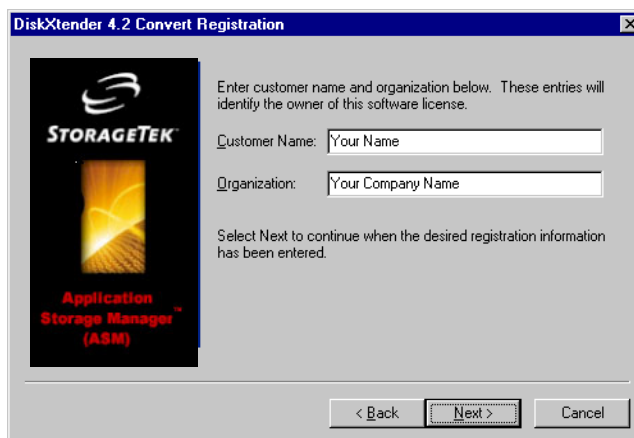 DiskXtender 4.2 Convert Registration
STORAGETEK™
Application
Storage Manager™
(ASM)
Enter customer name and organization below. These entries will
identify the owner of this software license.
Customer Name: Your Name
Organization: Your Company Name
Select Next to continue when the desired registration information
has been entered.
< Back Next > Cancel